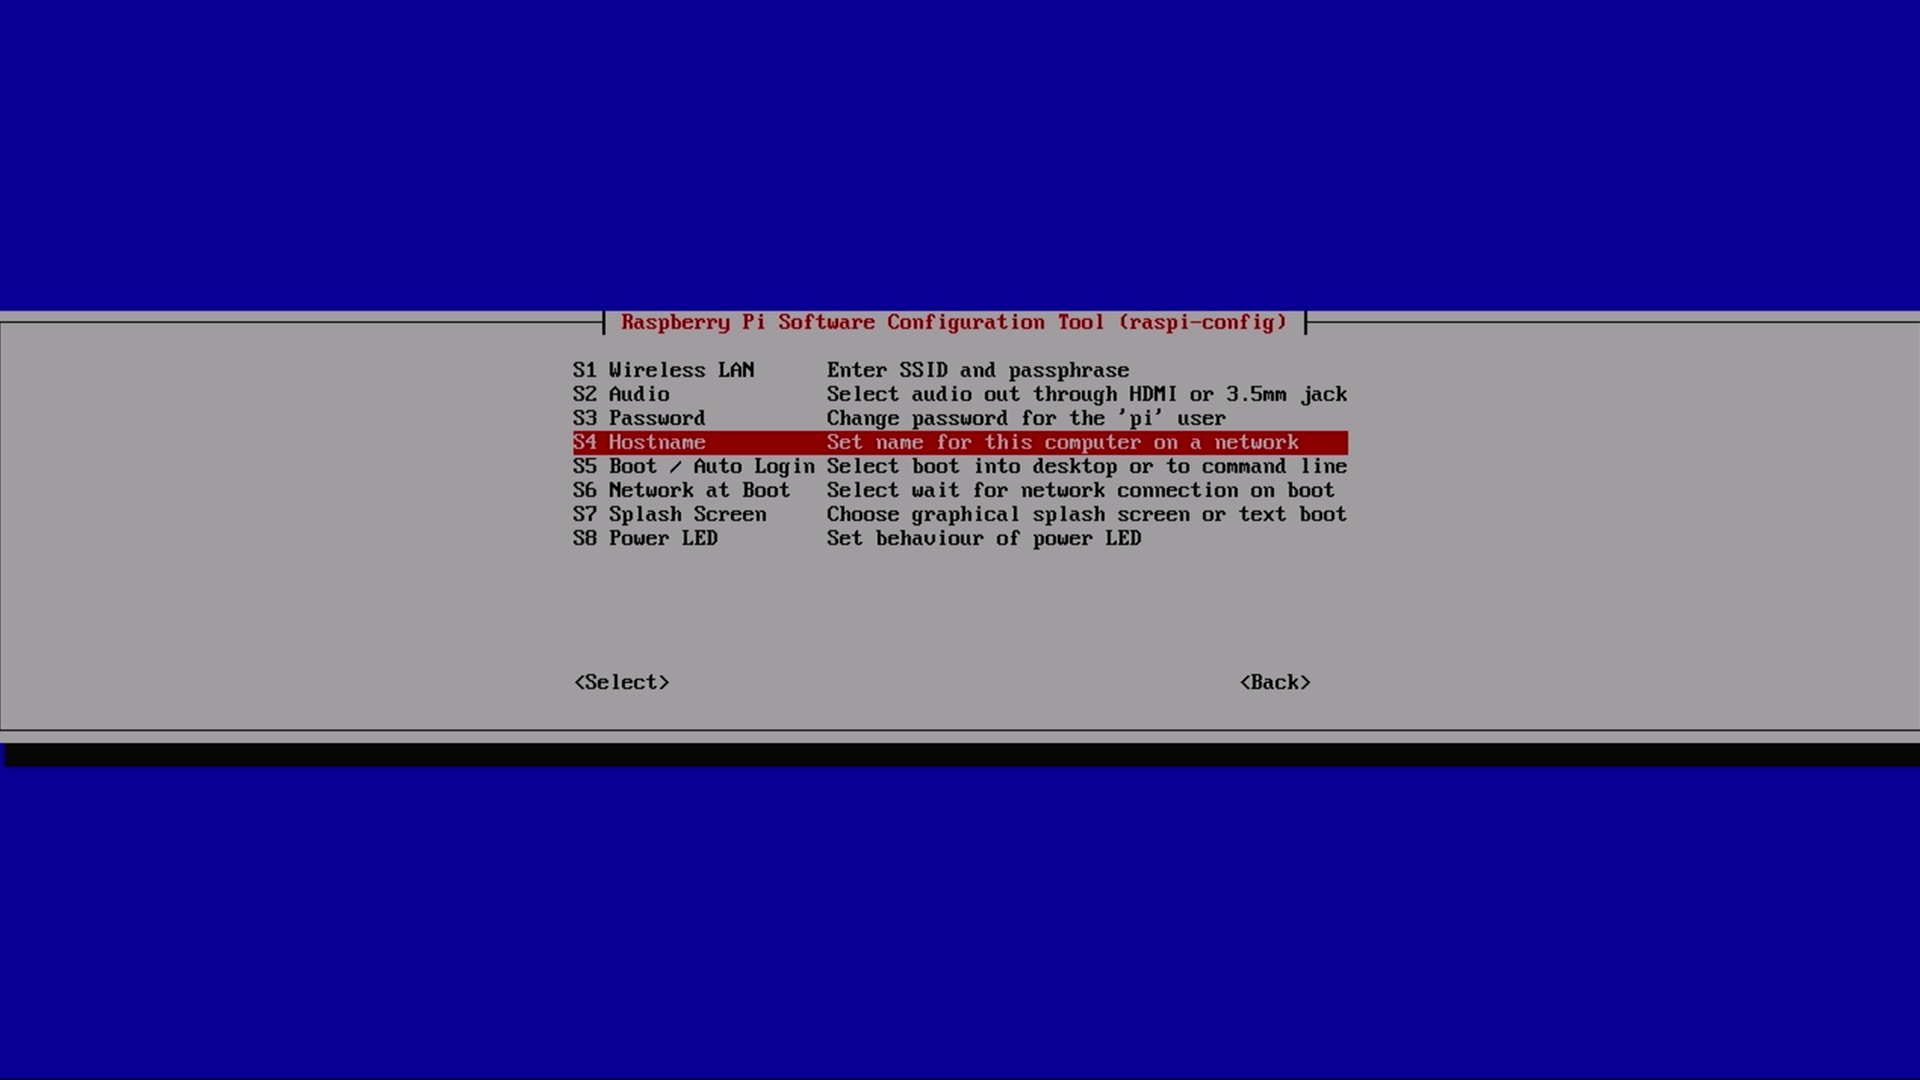 Raspberry Pi Software Configuration Tool (raspi-config)
S1 Wireless LAN Enter SSID and passphrase
S2 Audio Select audio out through HDMI or 3.5mm jack
S3 Password Change password for the 'pi' user
S4 Hostname Set name for this computer on a network
S5 Boot / Auto Login Select boot into desktop or to command line
S6 Network at Boot Select wait for network connection on boot
S7 Splash Screen Choose graphical splash screen or text boot
S8 Power LED Set behaviour of power LED
<Select> <Back>